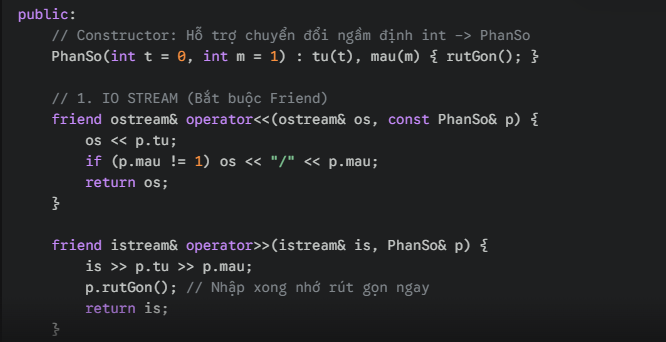 public:
// Constructor: Hỗ trợ chuyển đổi ngầm định int -> PhanSo
PhanSo(int t = 0, int m = 1) : tu(t), mau(m) { rutGon(); }
// 1. IO STREAM (Bắt buộc Friend)
friend ostream& operator<<(ostream& os, const PhanSo& p) {
os << p.tu;
if (p.mau != 1) os << "/" << p.mau;
return os;
}
friend istream& operator>>(istream& is, PhanSo& p) {
is >> p.tu >> p.mau;
p.rutGon(); // Nhập xong nhớ rút gọn ngay
return is;
}